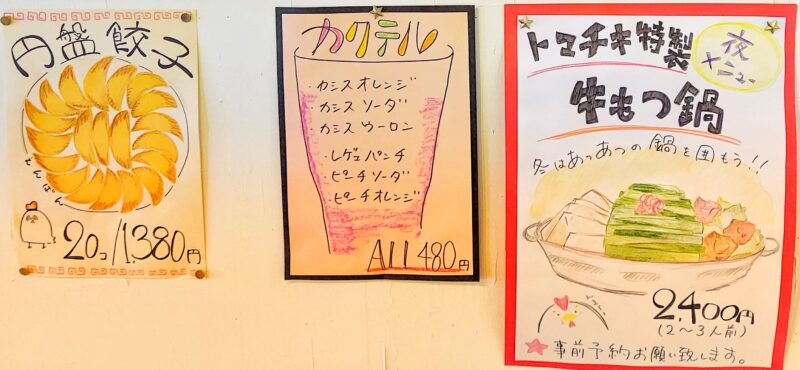 円盤餃子
えんばん
20コ/1,380円
カクテル
・カシスオレンジ
・カシスソーダ
・カシスウーロン
・レゲエパンチ
・ピーチソーダ
・ピーチオレンジ
All 480円
トマチキ特製
夜メニュー
牛もつ鍋
冬はあっあつの鍋を囲もう!!
2,400円
(2〜3人前)
★事前予約お願い致します。